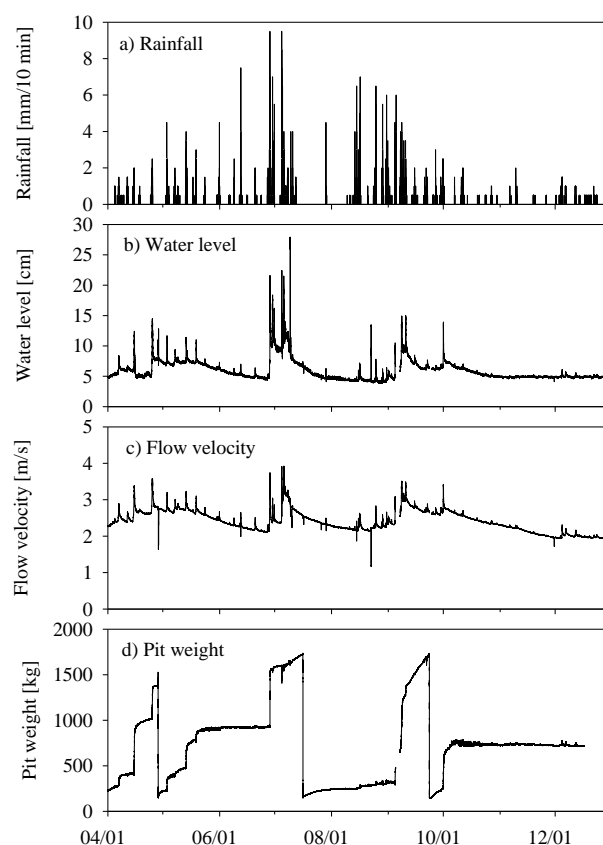 10
8
6
4
2
0
Rainfall [mm/10 min]
a) Rainfall
30
25
20
15
10
5
0
Water level [cm]
b) Water level
5
4
3
2
1
0
Flow velocity [m/s]
c) Flow velocity
2000
1500
1000
500
0
Pit weight [kg]
d) Pit weight
04/01 06/01 08/01 10/01 12/01